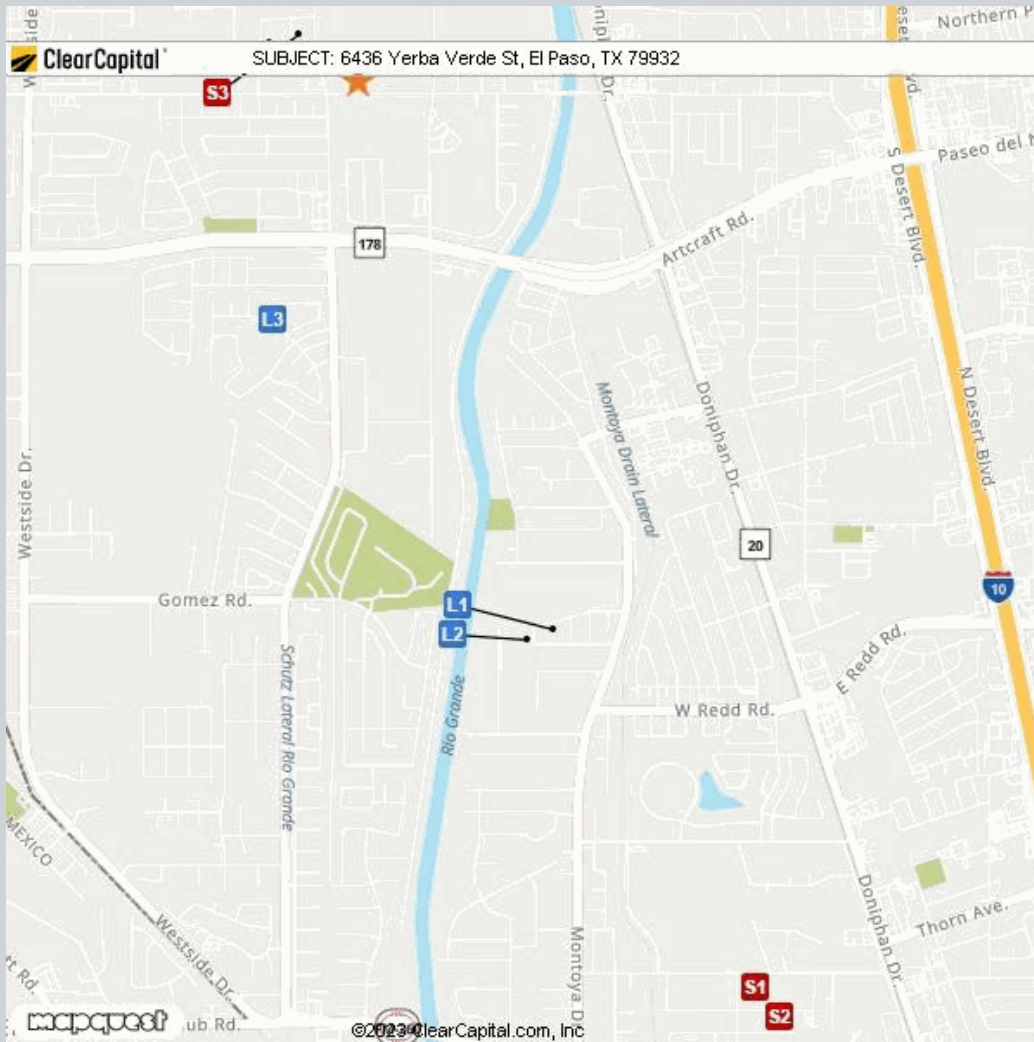 ClearCapital
SUBJECT: 6436 Yerba Verde St, El Paso, TX 79932
Northern
S3
Dr.
S Desert Blvd.
Paseo del
178
Artcraft Rd.
L3
Montoya Drain Lateral
Doniphan Dr.
N Desert Blvd.
Westside Dr.
20
10
Gomez Rd.
L1
L2
E Redd Rd.
Schutz Lateral Rio Grande
Rio Grande
W Redd Rd.
MEXICO
Westside Dr.
Doniphan Dr.
Thorn Ave.
Montoya D
Rd.
S1
S2
mapquest
ub Rd.
©2023 ClearCapital.com, Inc